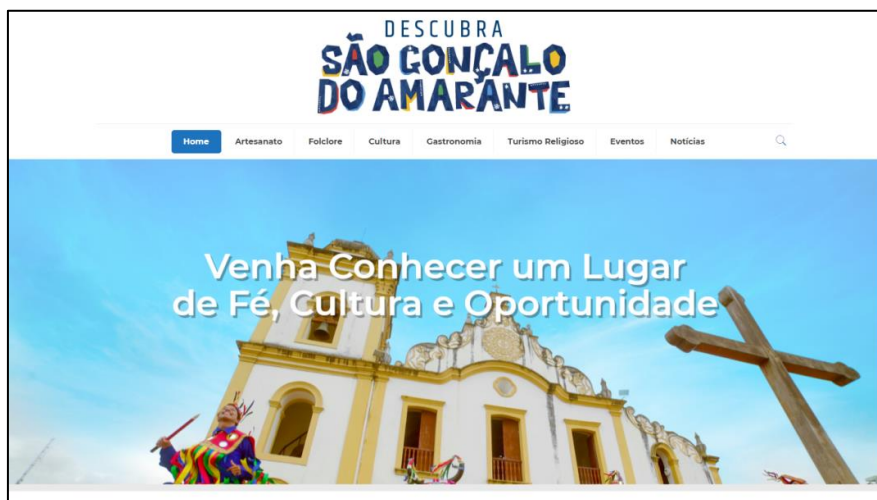 DESCUBRA
SÃO GONÇALO
DO AMARANTE
Home Artesanato Folclore Cultura Gastronomia Turismo Religioso Eventos Notícias
Venha Conhecer um Lugar
de Fé, Cultura e Oportunidade